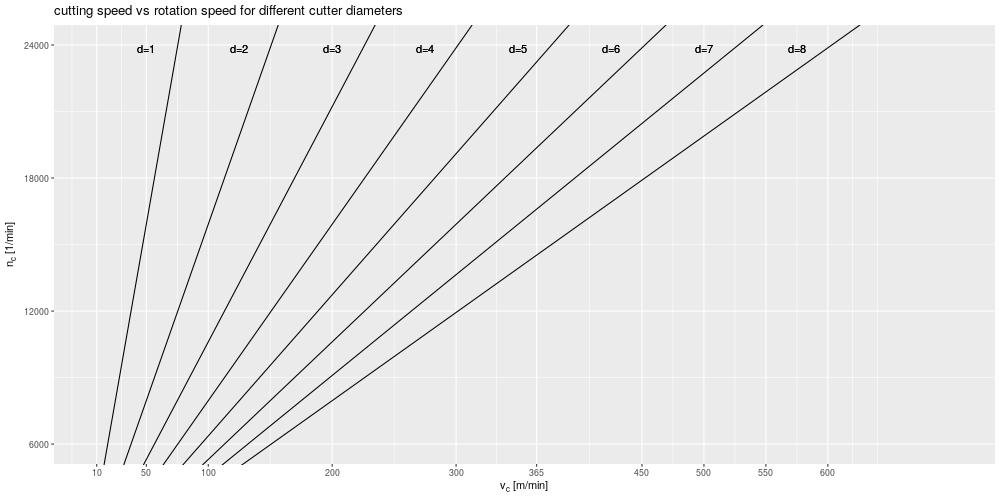 cutting speed vs rotation speed for different cutter diameters
d=1 d=2 d=3 d=4 d=5 d=6 d=7 d=8
24000
18000
12000
6000
n_c [1/min]
10 50 100 200 300 365 450 500 550 600
v_c [m/min]